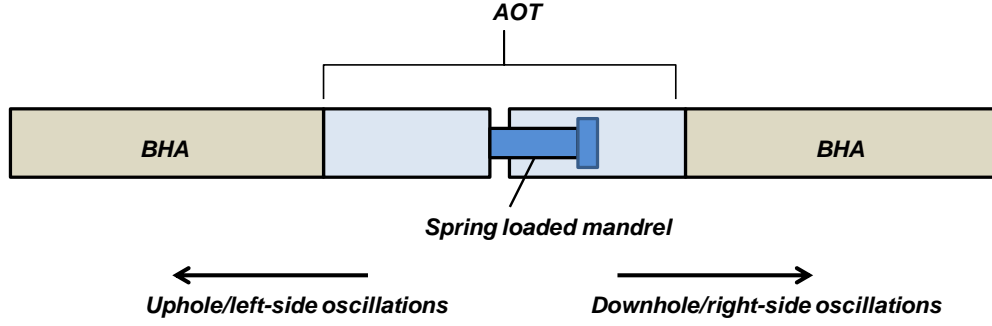 AOT
BHA
BHA
Spring loaded mandrel
Uphole/left-side oscillations
Downhole/right-side oscillations